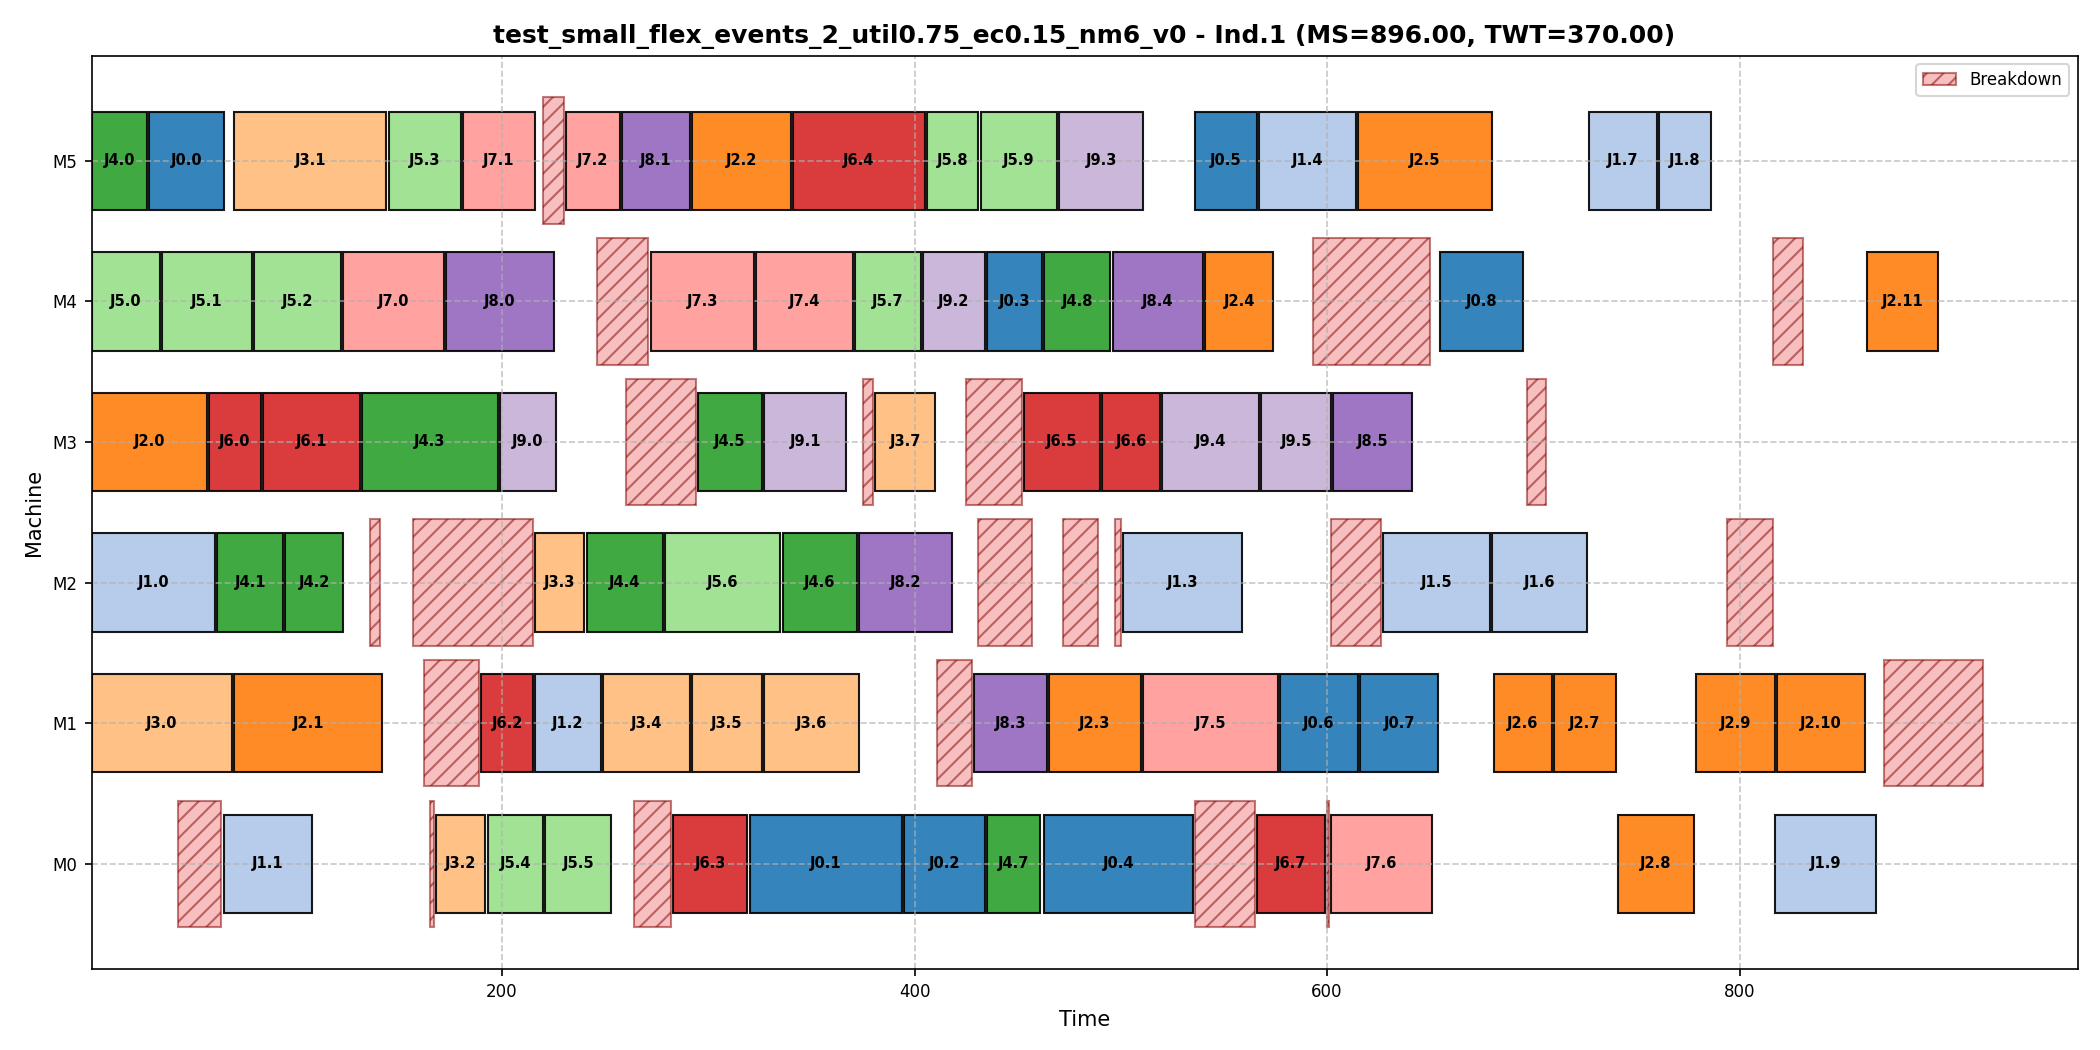 test_small_flex_events_2_util0.75_ec0.15_nm6_v0 - Ind.1 (MS=896.00, TWT=370.00)
Breakdown
M5 J4.0 J0.0 J3.1 J5.3 J7.1 J7.2 J8.1 J2.2 J6.4 J5.8 J5.9 J9.3 J0.5 J1.4 J2.5 J1.7 J1.8
M4 J5.0 J5.1 J5.2 J7.0 J8.0 J7.3 J7.4 J5.7 J9.2 J0.3 J4.8 J8.4 J2.4 J0.8 J2.11
M3 J2.0 J6.0 J6.1 J4.3 J9.0 J4.5 J9.1 J3.7 J6.5 J6.6 J9.4 J9.5 J8.5
Machine
M2 J1.0 J4.1 J4.2 J3.3 J4.4 J5.6 J4.6 J8.2 J1.3 J1.5 J1.6
M1 J3.0 J2.1 J6.2 J1.2 J3.4 J3.5 J3.6 J8.3 J2.3 J7.5 J0.6 J0.7 J2.6 J2.7 J2.9 J2.10
M0 J1.1 J3.2 J5.4 J5.5 J6.3 J0.1 J0.2 J4.7 J0.4 J6.7 J7.6 J2.8 J1.9
200 400 600 800
Time